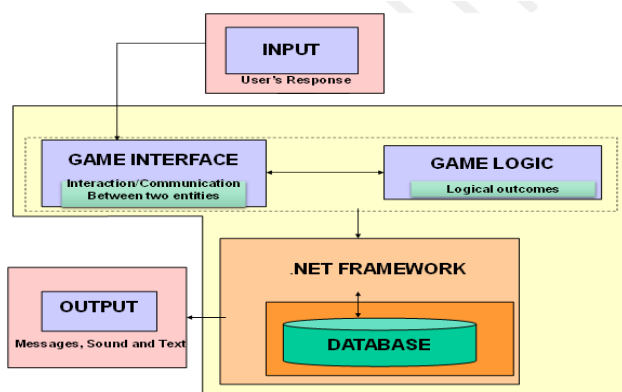 INPUT
User's Response
GAME INTERFACE
Interaction/Communication
Between two entities
GAME LOGIC
Logical outcomes
.NET FRAMEWORK
DATABASE
OUTPUT
Messages, Sound and Text